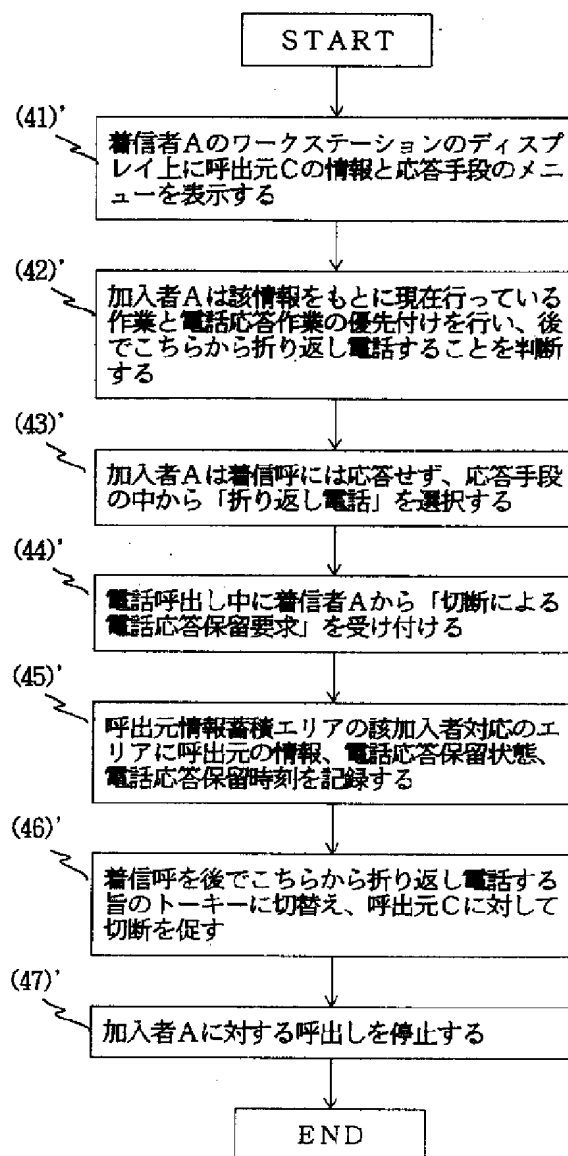 START
(41)'
着信者Aのワークステーションのディスプ
レイ上に呼出元Cの情報と応答手段のメニ
ューを表示する
(42)'
加入者Aは該情報をもとに現在行っている
作業と電話応答作業の優先付けを行い、後
でこちらから折り返し電話することを判断
する
(43)'
加入者Aは着信呼には応答せず、応答手段
の中から「折り返し電話」を選択する
(44)'
電話呼出し中に着信者Aから「切断による
電話応答保留要求」を受け付ける
(45)'
呼出元情報蓄積エリアの該加入者対応のエ
リアに呼出元の情報、電話応答保留状態、
電話応答保留時刻を記録する
(46)'
着信呼を後でこちらから折り返し電話する
旨のトーキーに切替え、呼出元Cに対して
切断を促す
(47)'
加入者Aに対する呼出しを停止する
END